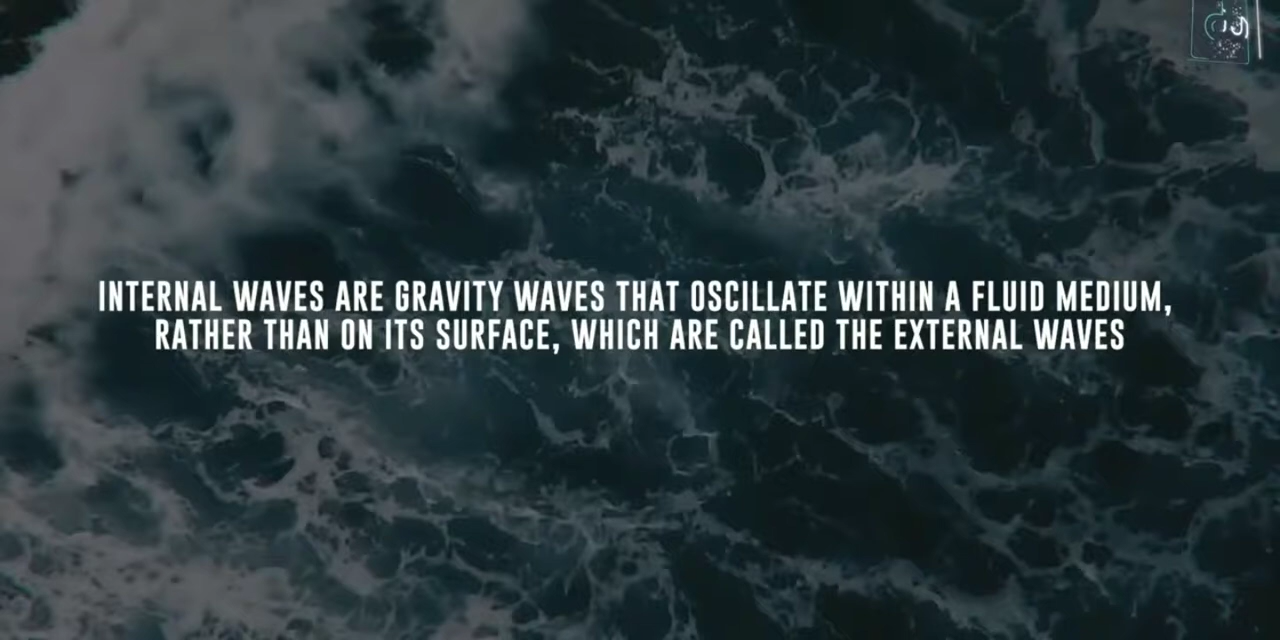 INTERNAL WAVES ARE GRAVITY WAVES THAT OSCILLATE WITHIN A FLUID MEDIUM,
RATHER THAN ON ITS SURFACE, WHICH ARE CALLED THE EXTERNAL WAVES